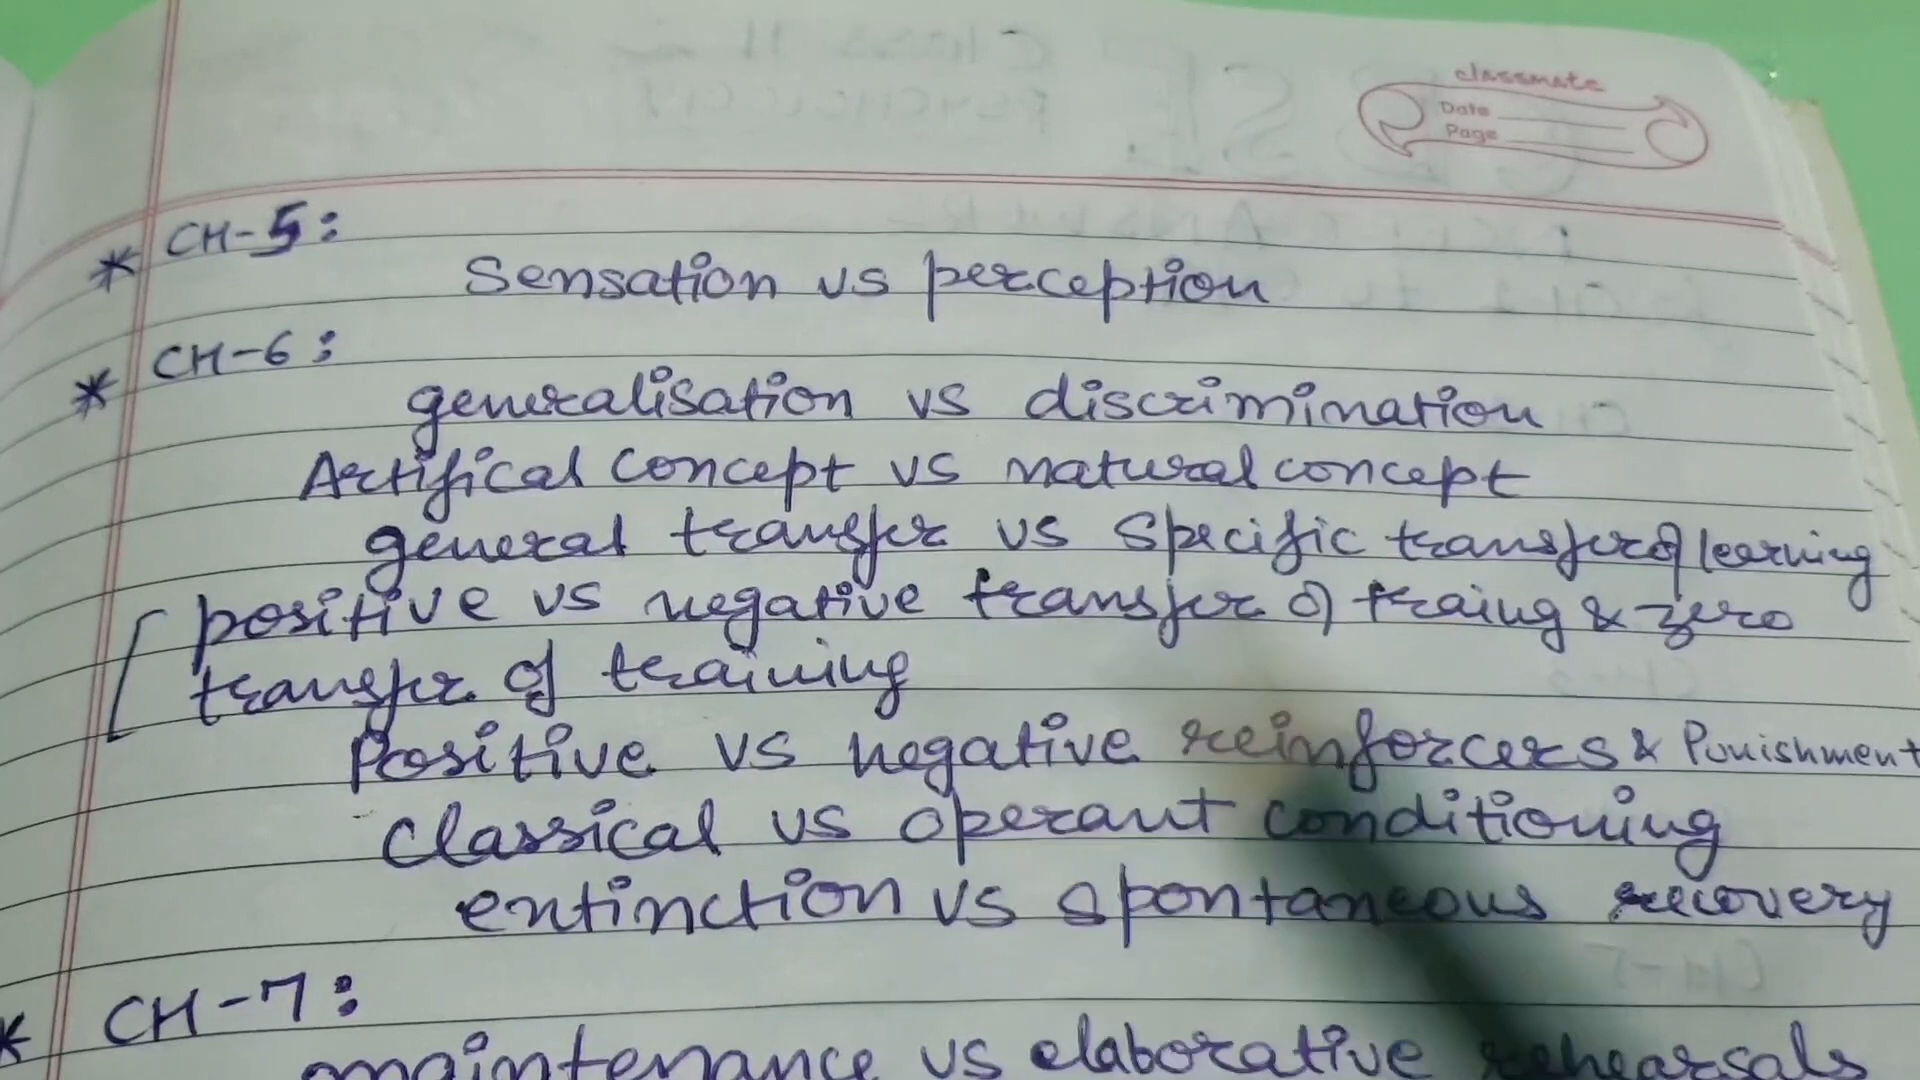 classmate
Date
Page
* CH-5:
Sensation vs perception
* CH-6:
generalisation vs discrimination
Artifical concept vs natural concept
general transfer vs specific transfer of learning
positive vs negative transfer of traing & zero
transfer of training
Positive vs negative reinforcers & Punishment
classical vs operant conditioning
extinction vs spontaneous recovery
* CH-7:
maintenance vs elaborative rehearsals